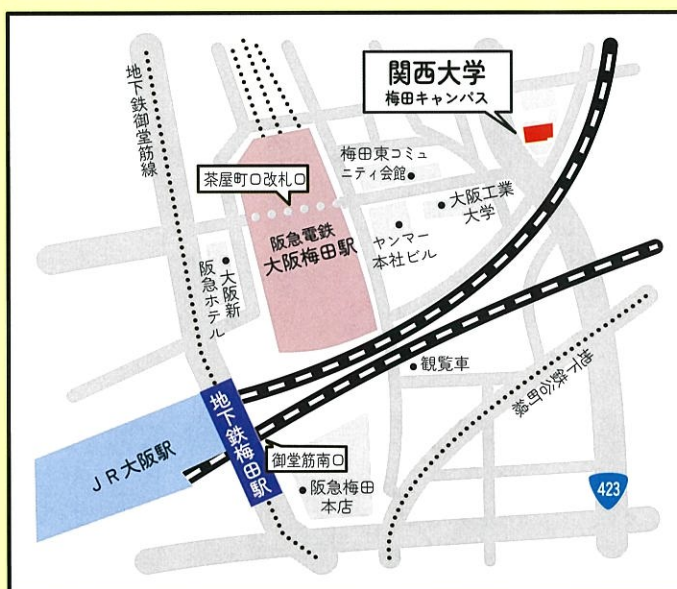 関西大学
梅田キャンパス
地下鉄御堂筋線
梅田東コミュ
ニティ会館
茶屋町口改札口
大阪工業
大学
阪急電鉄
大阪梅田駅
ヤンマー
本社ビル
大阪新
阪急ホテル
観覧車
地下鉄谷町線
地下鉄梅田駅
JR大阪駅
御堂筋南口
阪急梅田
本店
423